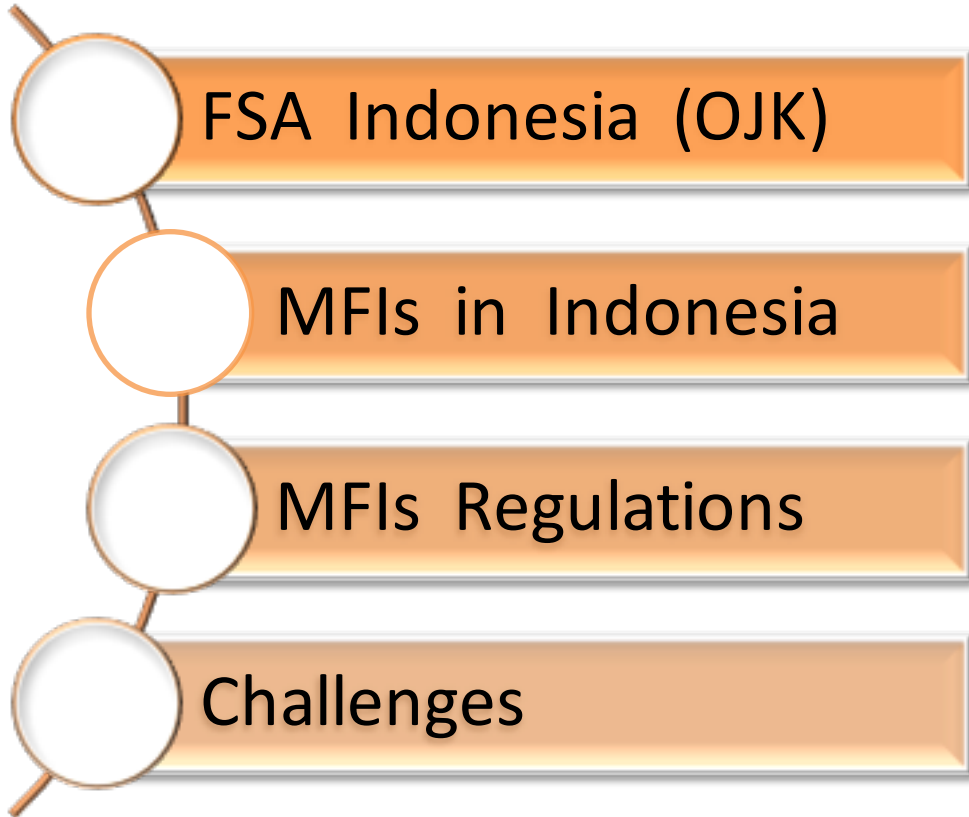 FSA Indonesia (OJK)
MFIs in Indonesia
MFIs Regulations
Challenges